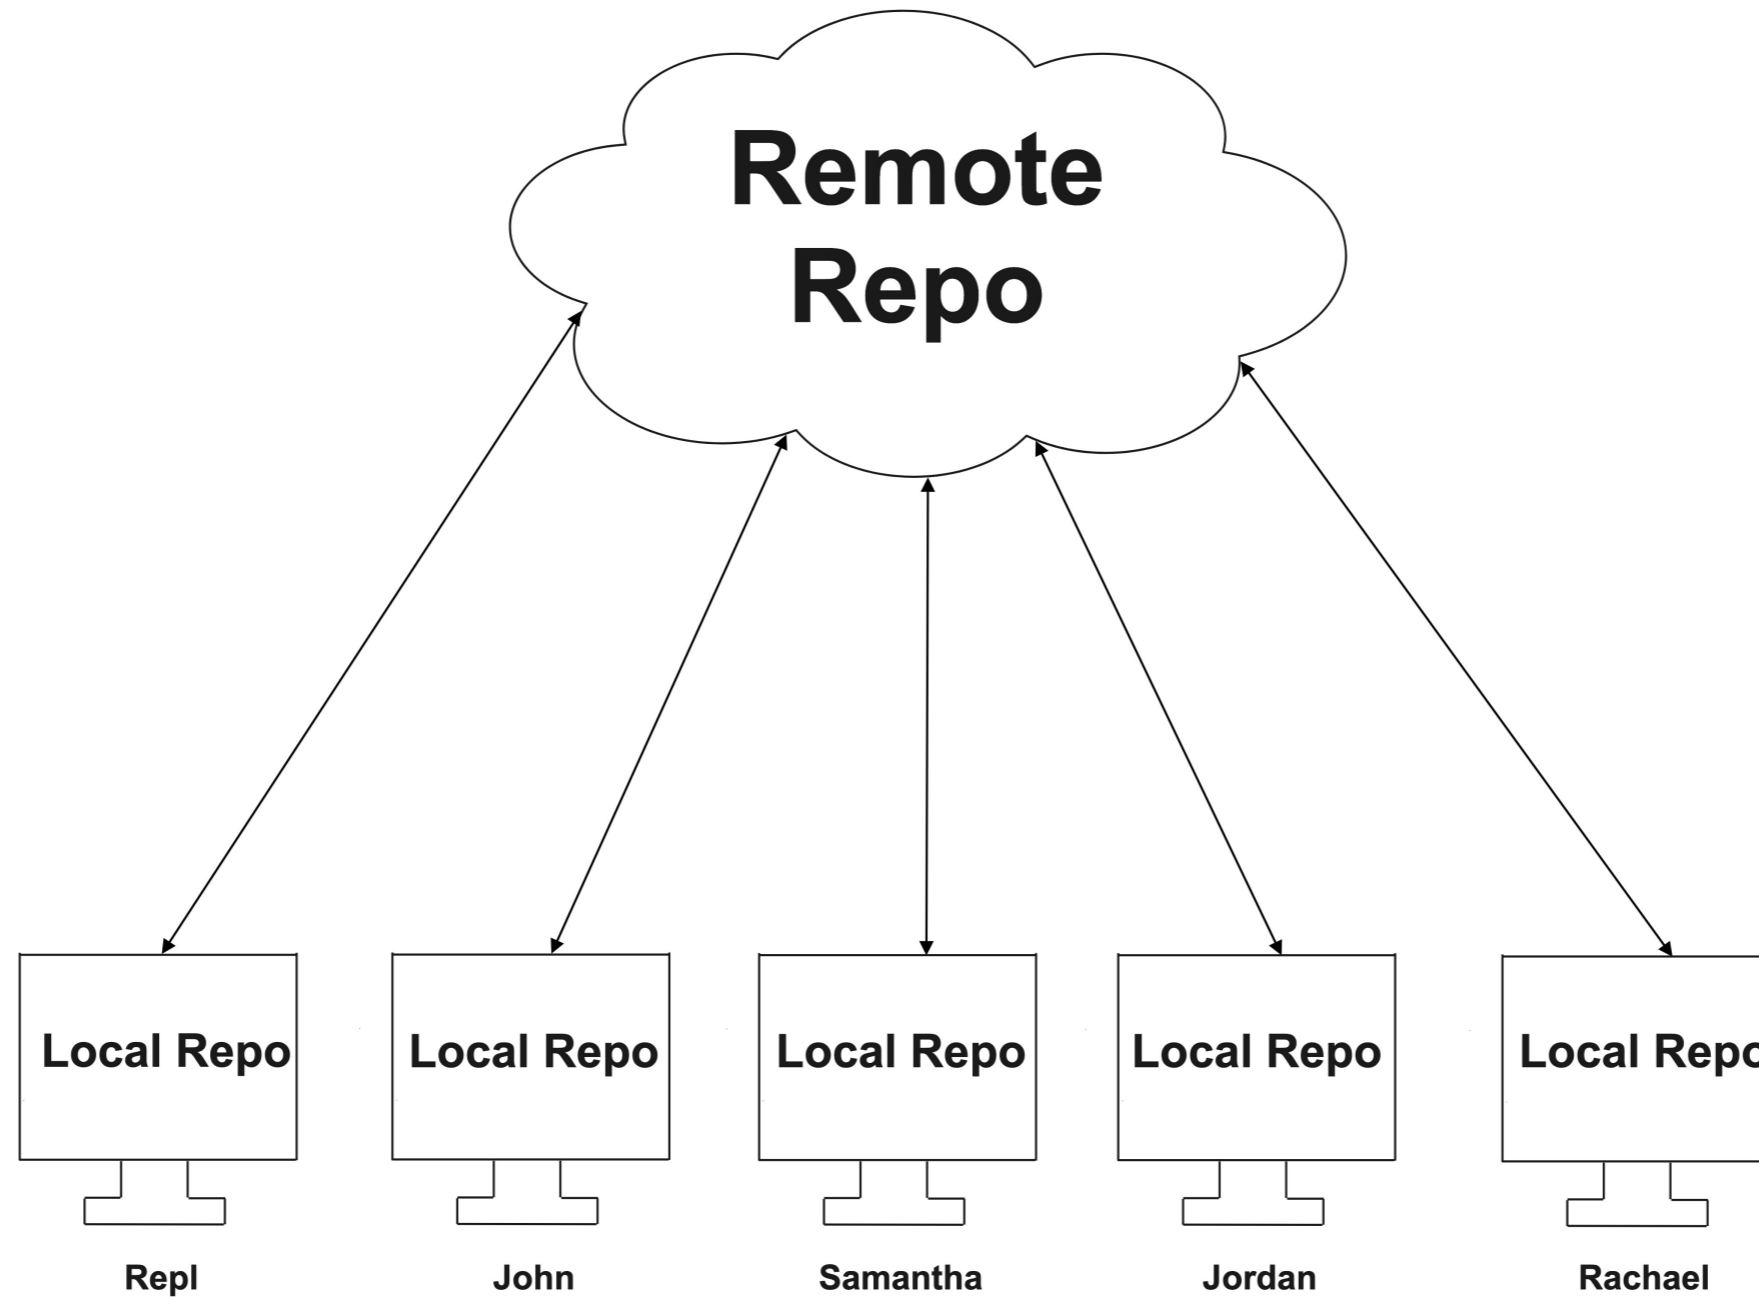 Remote
Repo
Local Repo
Local Repo
Local Repo
Local Repo
Local Repo
Repl
John
Samantha
Jordan
Rachael